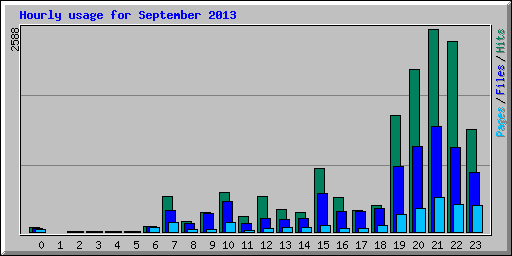 Hourly usage for September 2013
2588
Pages/Files/Hits
0 1 2 3 4 5 6 7 8 9 10 11 12 13 14 15 16 17 18 19 20 21 22 23